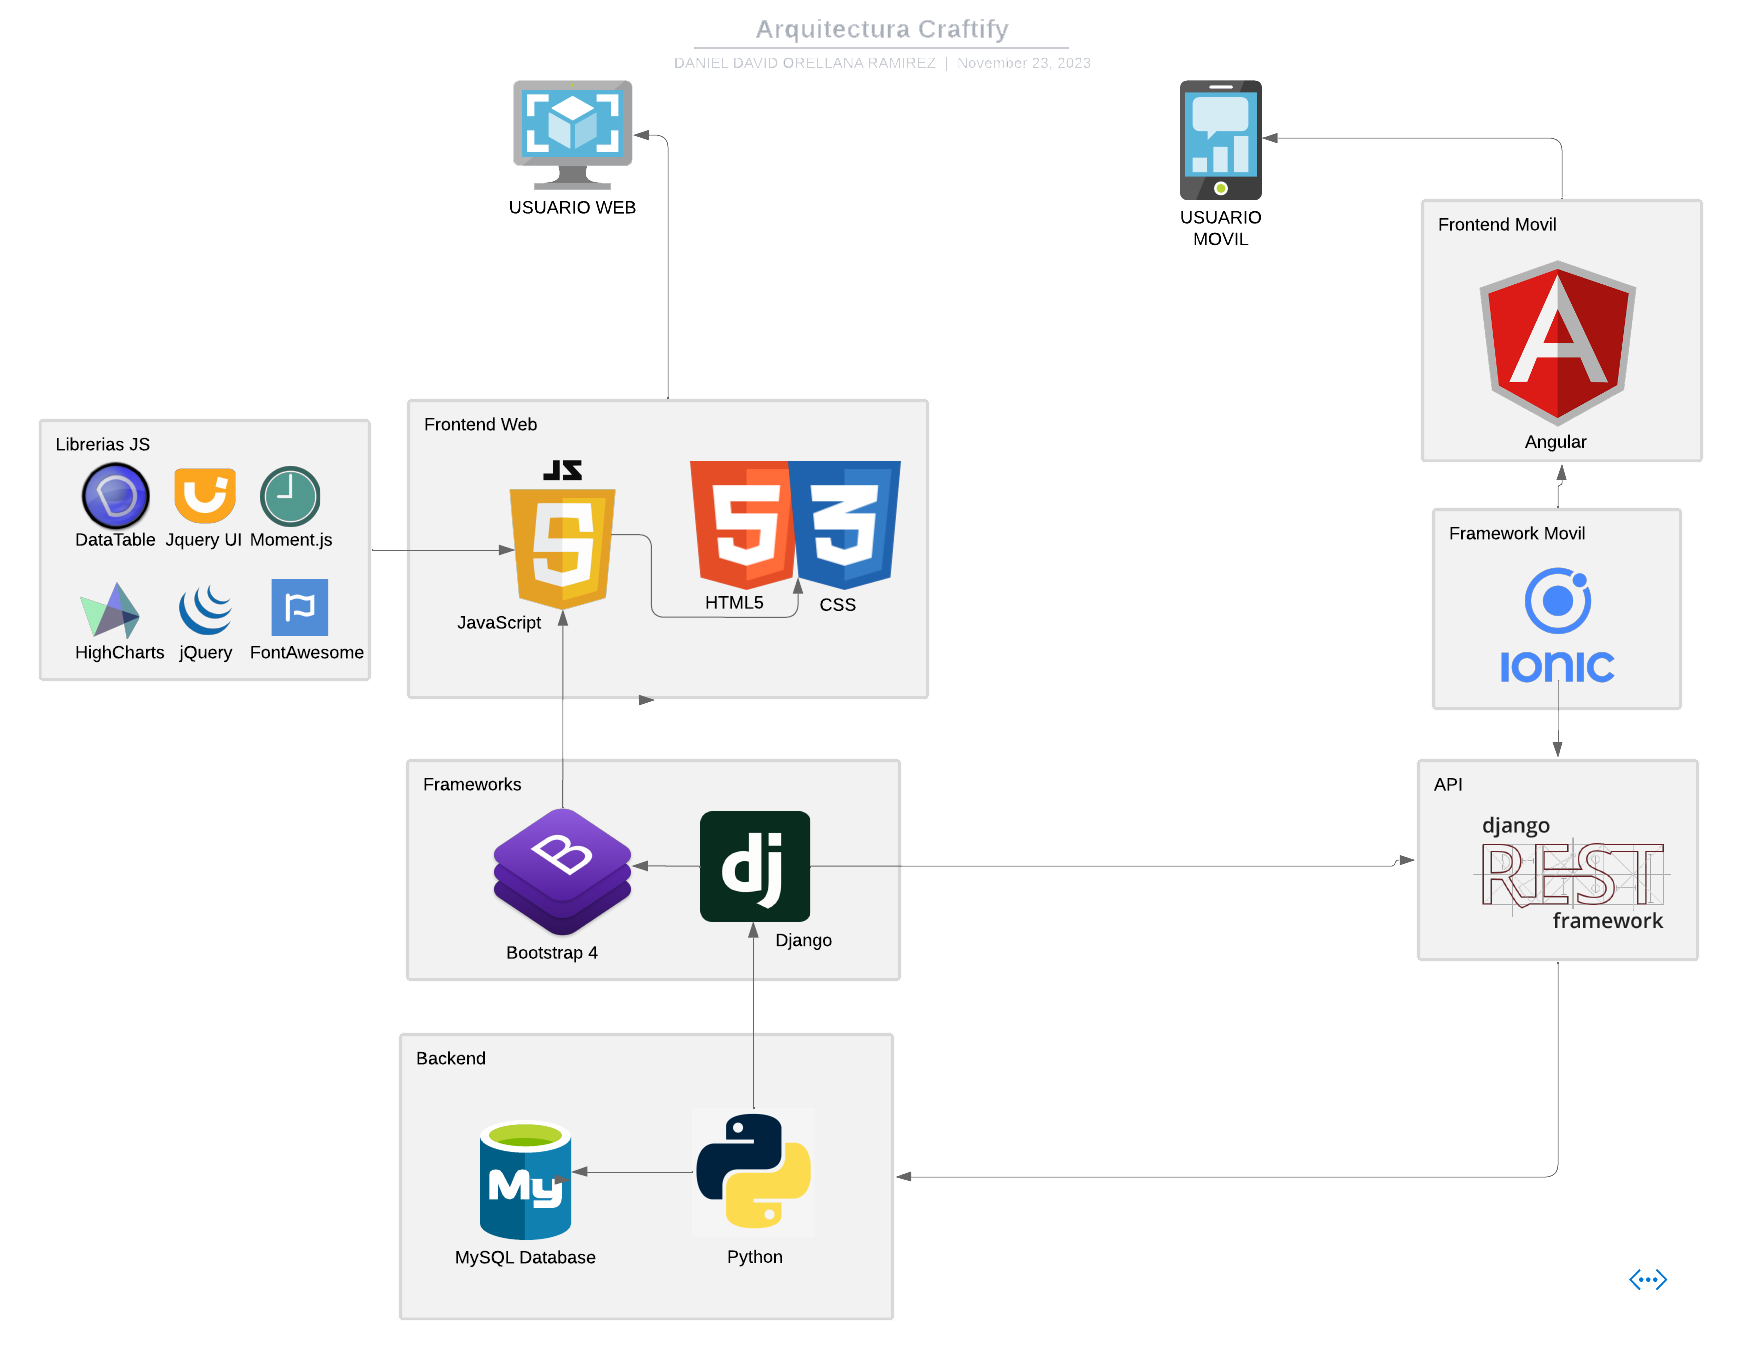 Arquitectura Craftify
DANIEL DAVID ORELLANA RAMIREZ | November 23, 2023
USUARIO WEB
USUARIO
MOVIL
Frontend Movil
Angular
Librerias JS
DataTable Jquery UI Moment.js
HighCharts jQuery FontAwesome
Frontend Web
JS
5
5
3
JavaScript
HTML5
CSS
Framework Movil
IONIC
Frameworks
B
dj
Bootstrap 4
Django
API
django
REST
framework
Backend
My
MySQL Database
Python